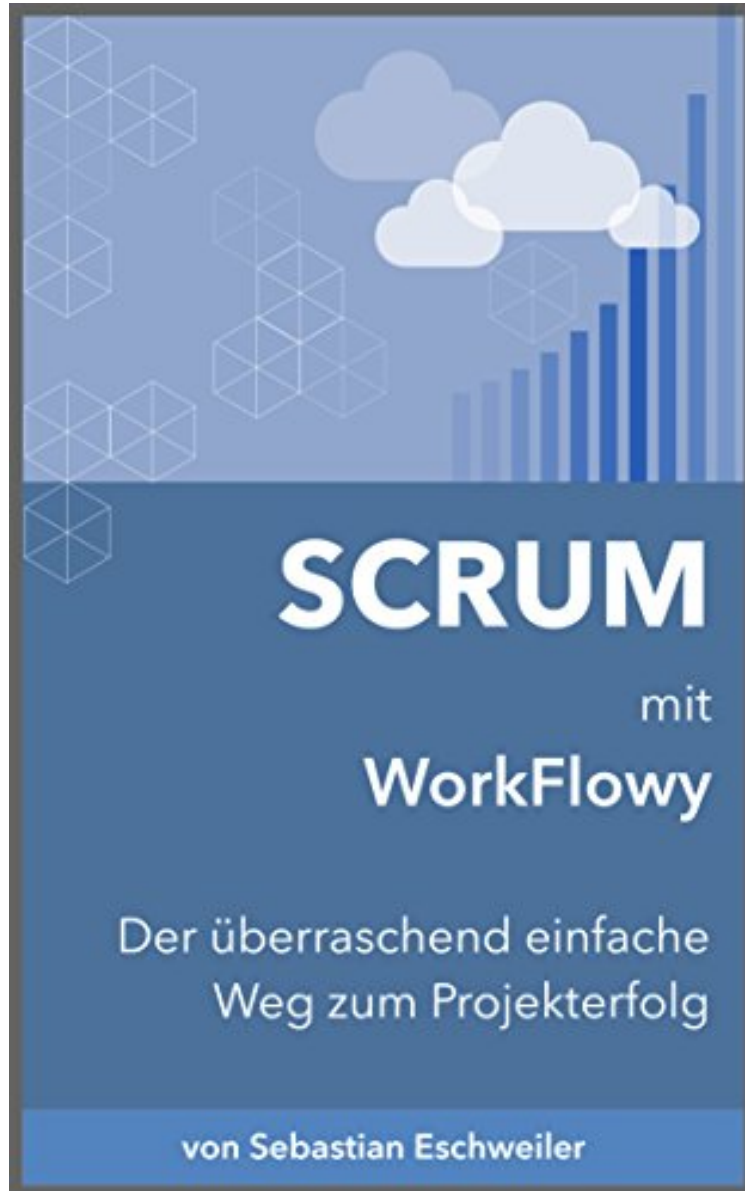 SCRUM
mit
WorkFlowy
Der überraschend einfache
Weg zum Projekterfolg
von Sebastian Eschweiler